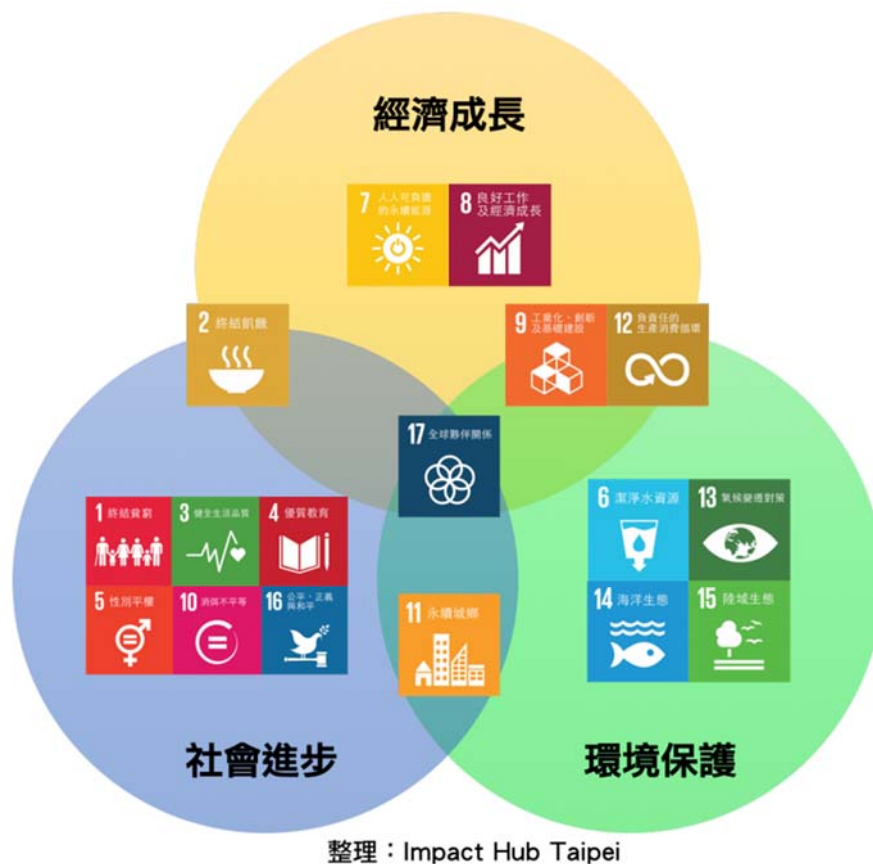 經濟成長
7 人人可負擔
的永續能源
8 良好工作
及經濟成長
2 終結飢餓
9 工業化、創新
及基礎建設
12 負責任的
生產消費循環
17 全球夥伴關係
1 終結貧窮
3 健全生活品質
4 優質教育
5 性別平權
10 消弭不平等
16 公平、正義
與和平
11 永續城鄉
6 潔淨水資源
13 氣候變遷對策
14 海洋生態
15 陸域生態
社會進步
環境保護
整理：Impact Hub Taipei